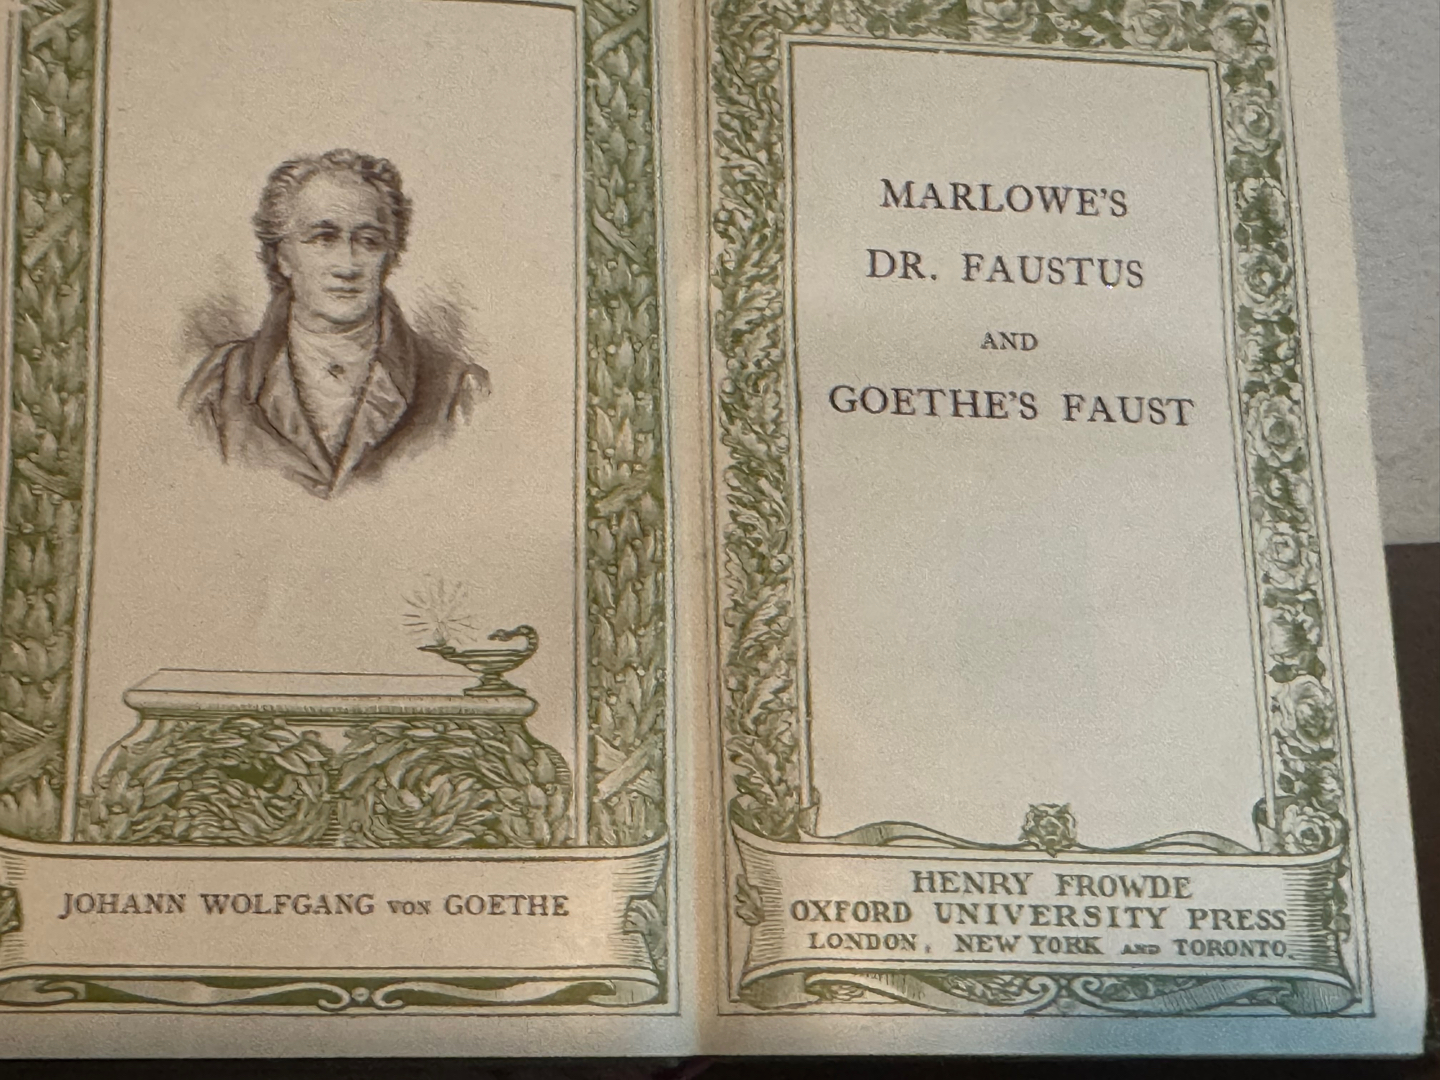 JOHANN WOLFGANG VON GOETHE
MARLOWE'S
DR. FAUSTUS
AND
GOETHE'S FAUST
HENRY FROWDE
OXFORD UNIVERSITY PRESS
LONDON, NEW YORK AND TORONTO.